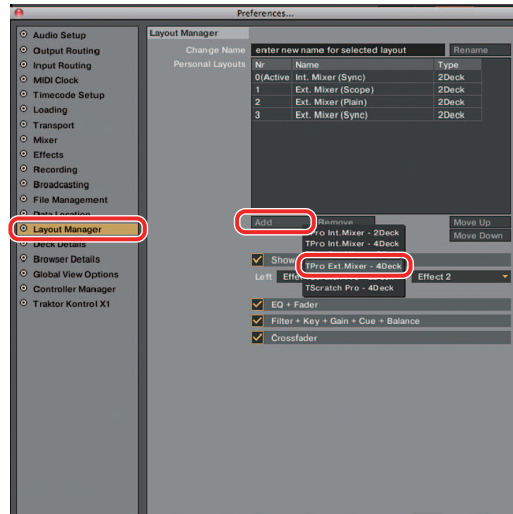 Preferences...
Audio Setup
Output Routing
Input Routing
MIDI Clock
Timecode Setup
Loading
Transport
Mixer
Effects
Recording
Broadcasting
File Management
Data Location
Layout Manager
Deck Details
Browser Details
Global View Options
Controller Manager
Traktor Kontrol X1
Layout Manager
Change Name enter new name for selected layout Rename
Personal Layouts Nr Name Type
0(Active Int. Mixer (Sync) 2Deck
1 Ext. Mixer (Scope) 2Deck
2 Ext. Mixer (Plain) 2Deck
3 Ext. Mixer (Sync) 2Deck
Add Remove Move Up
Move Down
TPro Int.Mixer - 2Deck
TPro Int.Mixer - 4Deck
TPro Ext.Mixer - 4Deck
TScratch Pro - 4Deck
Show
Left Effe Effect 2
EQ + Fader
Filter + Key + Gain + Cue + Balance
Crossfader